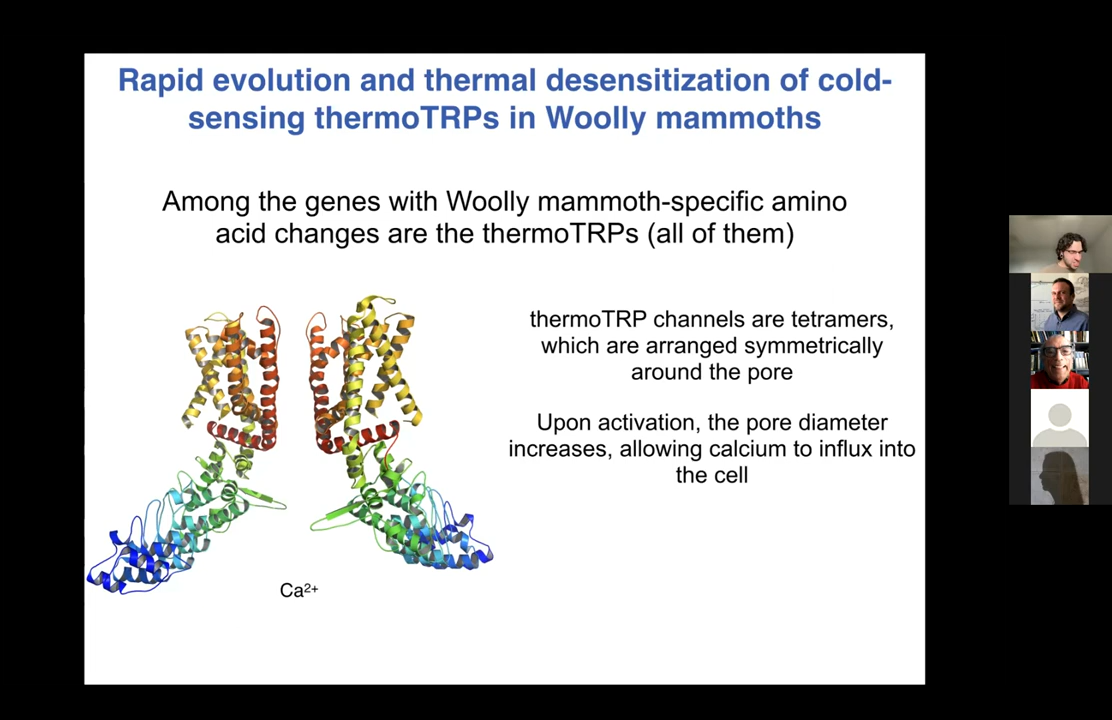 Rapid evolution and thermal desensitization of cold-
sensing thermoTRPs in Woolly mammoths
Among the genes with Woolly mammoth-specific amino
acid changes are the thermoTRPs (all of them)
thermoTRP channels are tetramers,
which are arranged symmetrically
around the pore
Upon activation, the pore diameter
increases, allowing calcium to influx into
the cell
Ca²⁺